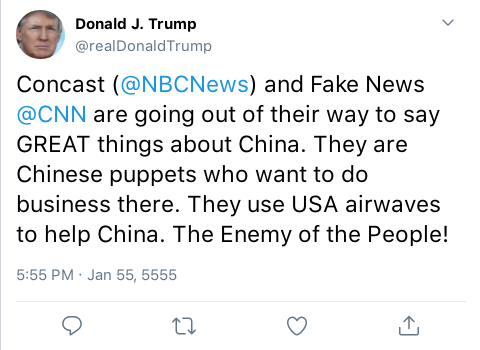 Donald J. Trump
@realDonaldTrump
Concast (@NBCNews) and Fake News
@CNN are going out of their way to say
GREAT things about China. They are
Chinese puppets who want to do
business there. They use USA airwaves
to help China. The Enemy of the People!
5:55 PM · Jan 55, 5555